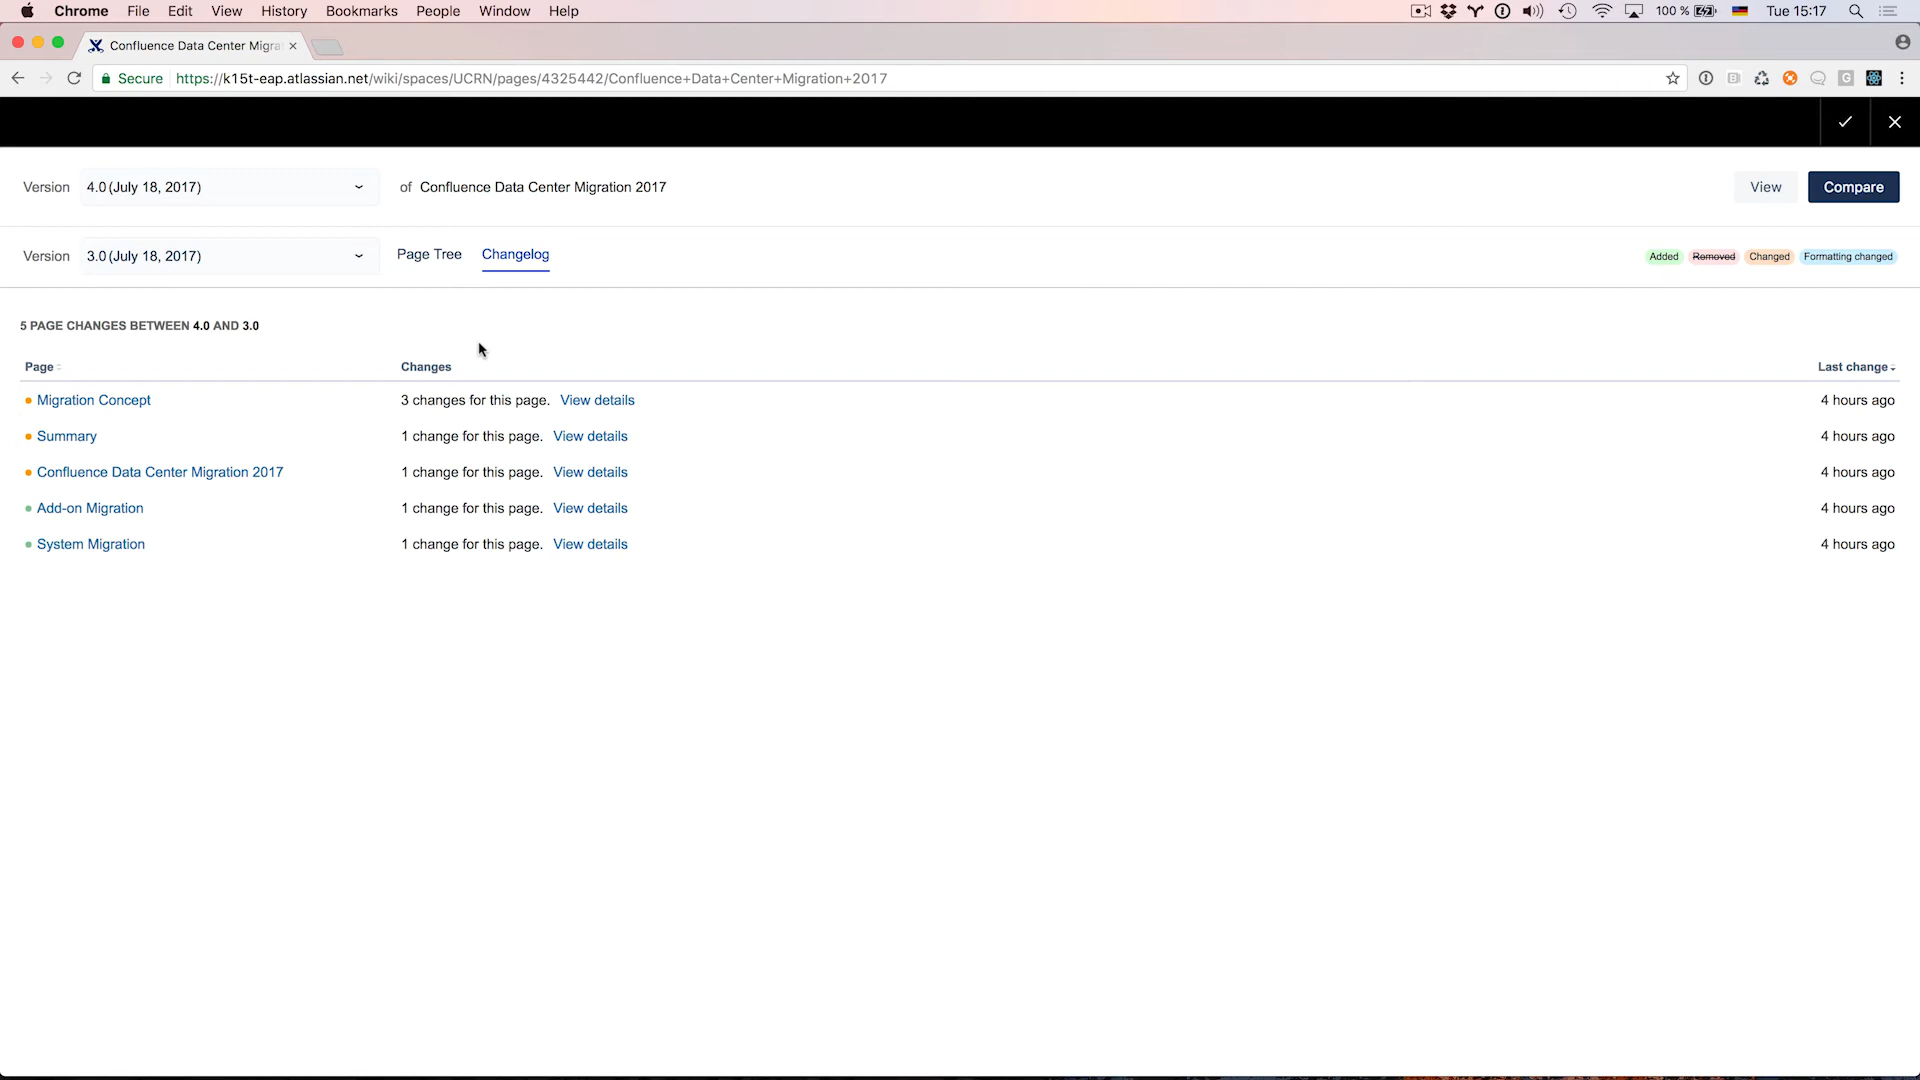 Chrome File Edit View History Bookmarks People Window Help 100 % Tue 15:17
Confluence Data Center Migra
Secure https://k15t-eap.atlassian.net/wiki/spaces/UCRN/pages/4325442/Confluence+Data+Center+Migration+2017
Version 4.0 (July 18, 2017) of Confluence Data Center Migration 2017 View Compare
Version 3.0 (July 18, 2017) Page Tree Changelog Added Removed Changed Formatting changed
5 PAGE CHANGES BETWEEN 4.0 AND 3.0
Page Changes Last change
Migration Concept 3 changes for this page. View details 4 hours ago
Summary 1 change for this page. View details 4 hours ago
Confluence Data Center Migration 2017 1 change for this page. View details 4 hours ago
Add-on Migration 1 change for this page. View details 4 hours ago
System Migration 1 change for this page. View details 4 hours ago